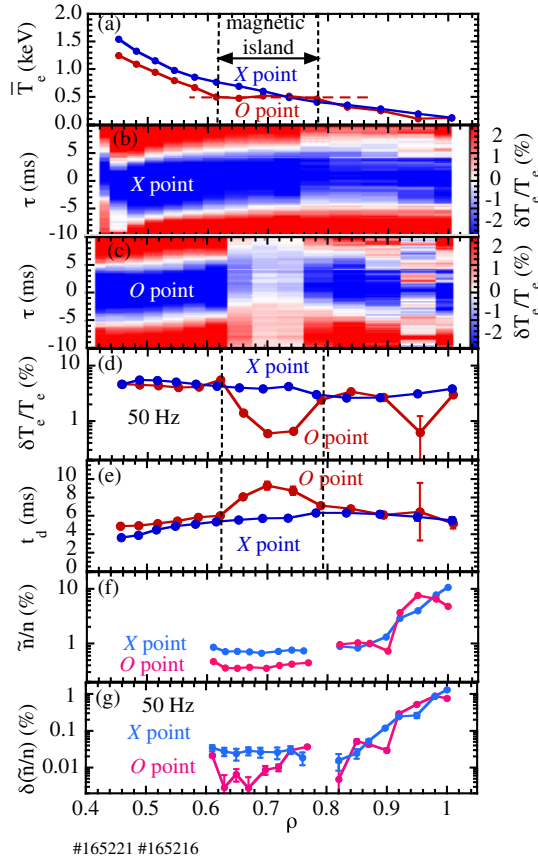 (a)
magnetic
island
T̅e (keV)
2.0
1.5
1.0
0.5
0.0
X point
O point
(b)
τ (ms)
5
0
-5
-10
X point
δTe/Te (%)
2
1
0
-1
-2
(c)
τ (ms)
5
0
-5
-10
O point
δTe/Te (%)
2
1
0
-1
-2
(d)
δTe/Te (%)
10
1
X point
50 Hz
O point
(e)
td (ms)
10
8
6
4
2
0
O point
X point
(f)
ñ/n (%)
10
1
X point
O point
(g)
50 Hz
δ(ñ/n) (%)
1
0.1
0.01
X point
O point
0.4 0.5 0.6 0.7 0.8 0.9 1.0
ρ
#165221 #165216